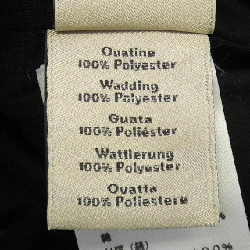 Ouatine
100% Polyester
Wadding
100% Polyester
Guata
100% Poliéster
Wattierung
100% Polyester
Ovatta
100% Poliestere